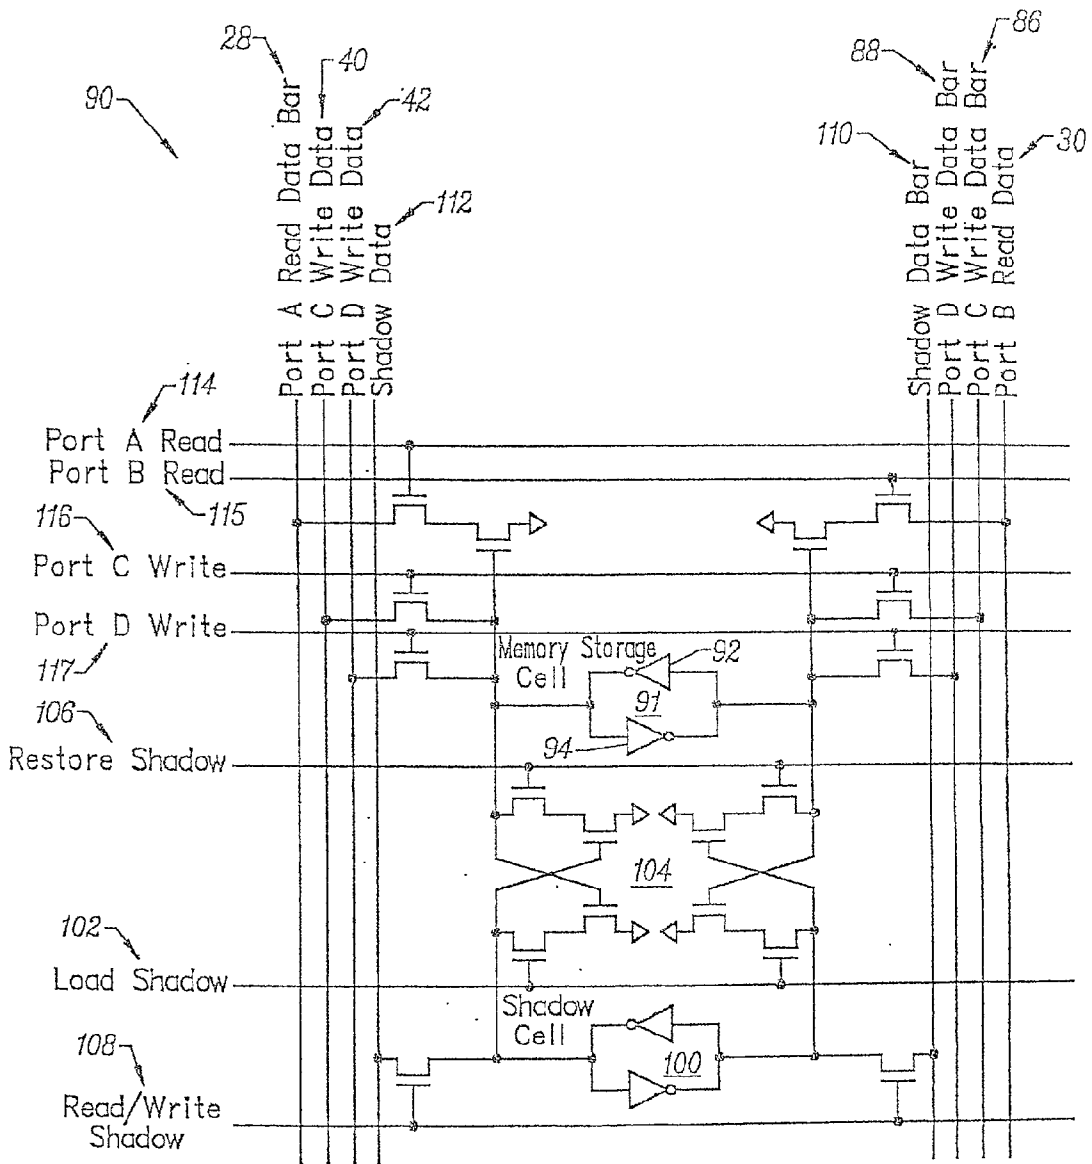 28
40
42
112
90
88
86
110
30
Port A Read Data Bar
Port C Write Data
Port D Write Data
Shadow Data
Shadow Data Bar
Port D Write Data Bar
Port C Write Data Bar
Port B Read Data
114
Port A Read
Port B Read
115
116
Port C Write
Port D Write
117
Memory Storage
Cell
92
91
94
106
Restore Shadow
104
102
Load Shadow
Shadow
Cell
100
108
Read/Write
Shadow